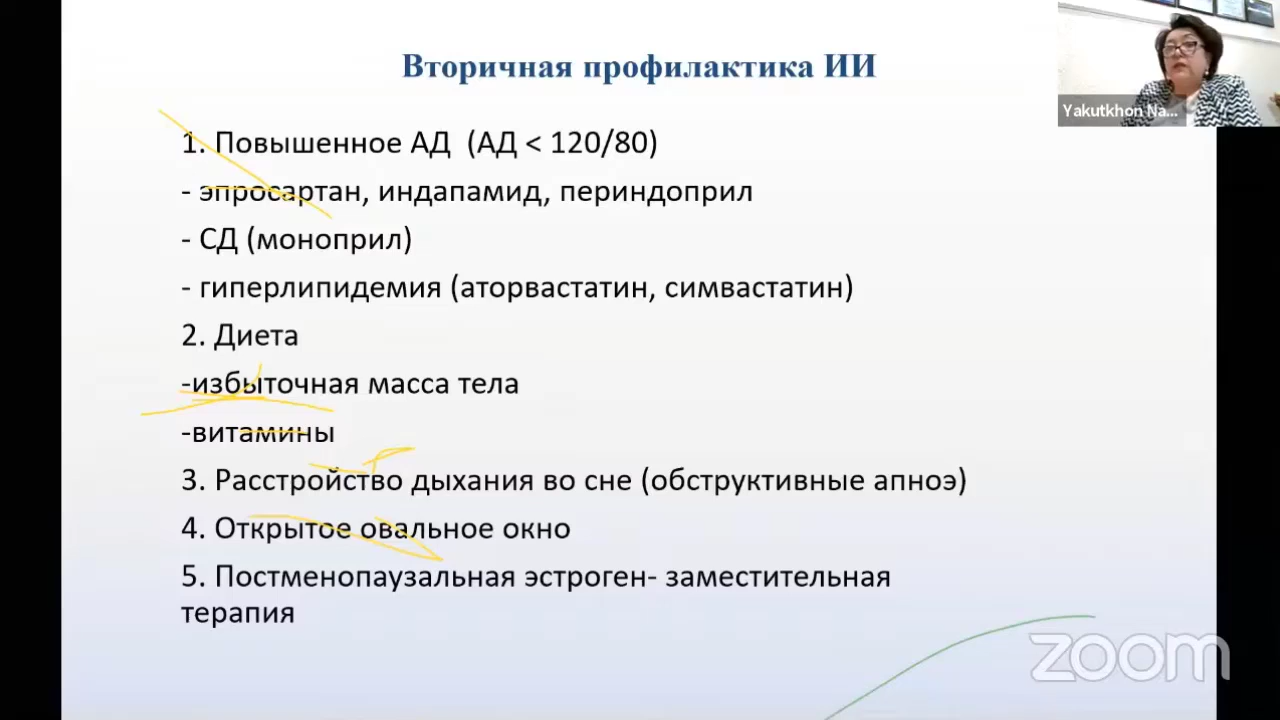 Вторичная профилактика ИИ
Yakutkhon Na...
1. Повышенное АД (АД < 120/80)
- эпросартан, индапамид, периндоприл
- СД (моноприл)
- гиперлипидемия (аторвастатин, симвастатин)
2. Диета
-избыточная масса тела
-витамины
3. Расстройство дыхания во сне (обструктивные апноэ)
4. Открытое овальное окно
5. Постменопаузальная эстроген- заместительная
терапия
zoom